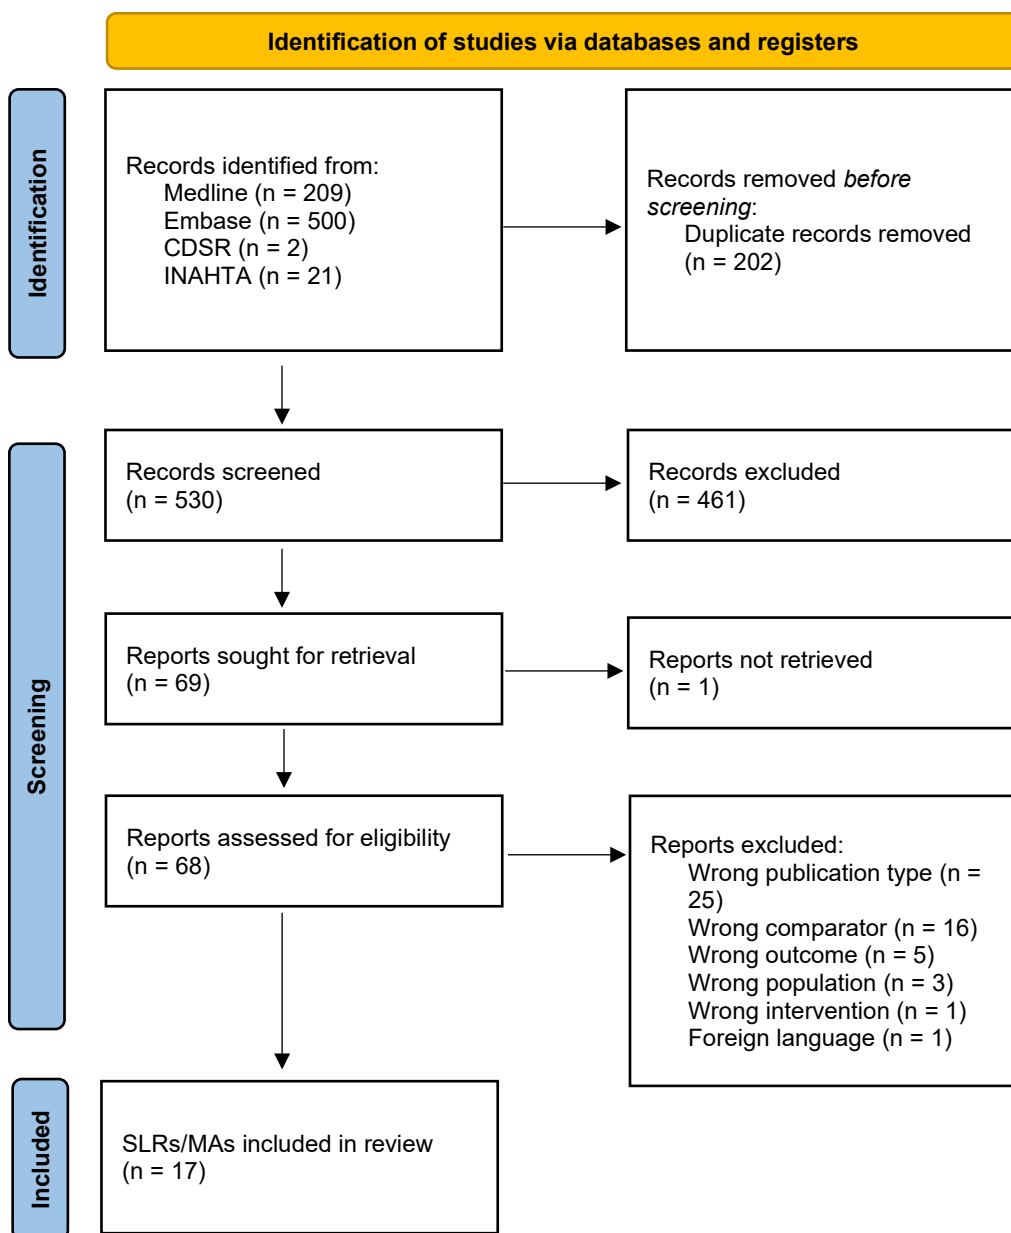 Identification of studies via databases and registers
Identification
Records identified from:
Medline (n = 209)
Embase (n = 500)
CDSR (n = 2)
INAHTA (n = 21)
Records removed before
screening:
Duplicate records removed
(n = 202)
Screening
Records screened
(n = 530)
Records excluded
(n = 461)
Reports sought for retrieval
(n = 69)
Reports not retrieved
(n = 1)
Reports assessed for eligibility
(n = 68)
Reports excluded:
Wrong publication type (n =
25)
Wrong comparator (n = 16)
Wrong outcome (n = 5)
Wrong population (n = 3)
Wrong intervention (n = 1)
Foreign language (n = 1)
Included
SLRs/MAs included in review
(n = 17)